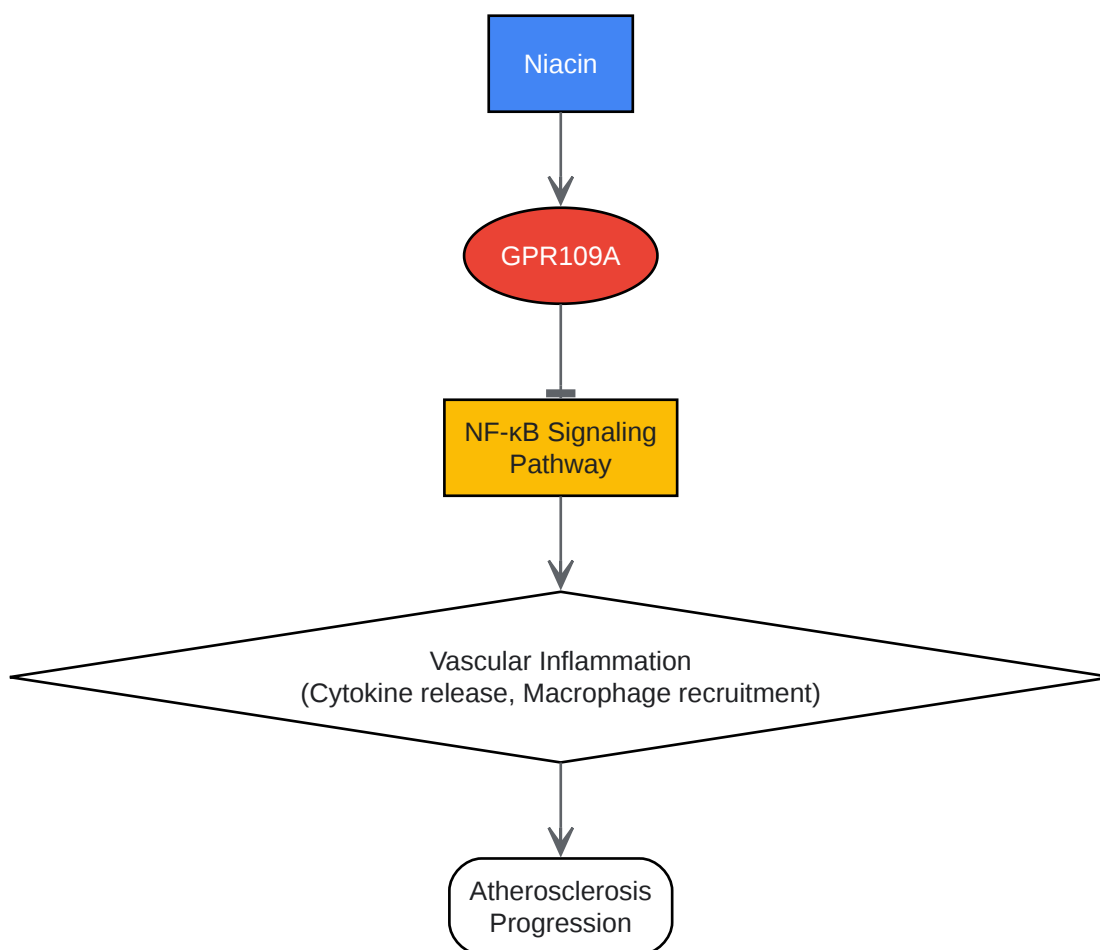 Niacin
GPR109A
NF-κB Signaling
Pathway
Vascular Inflammation
(Cytokine release, Macrophage recruitment)
Atherosclerosis
Progression